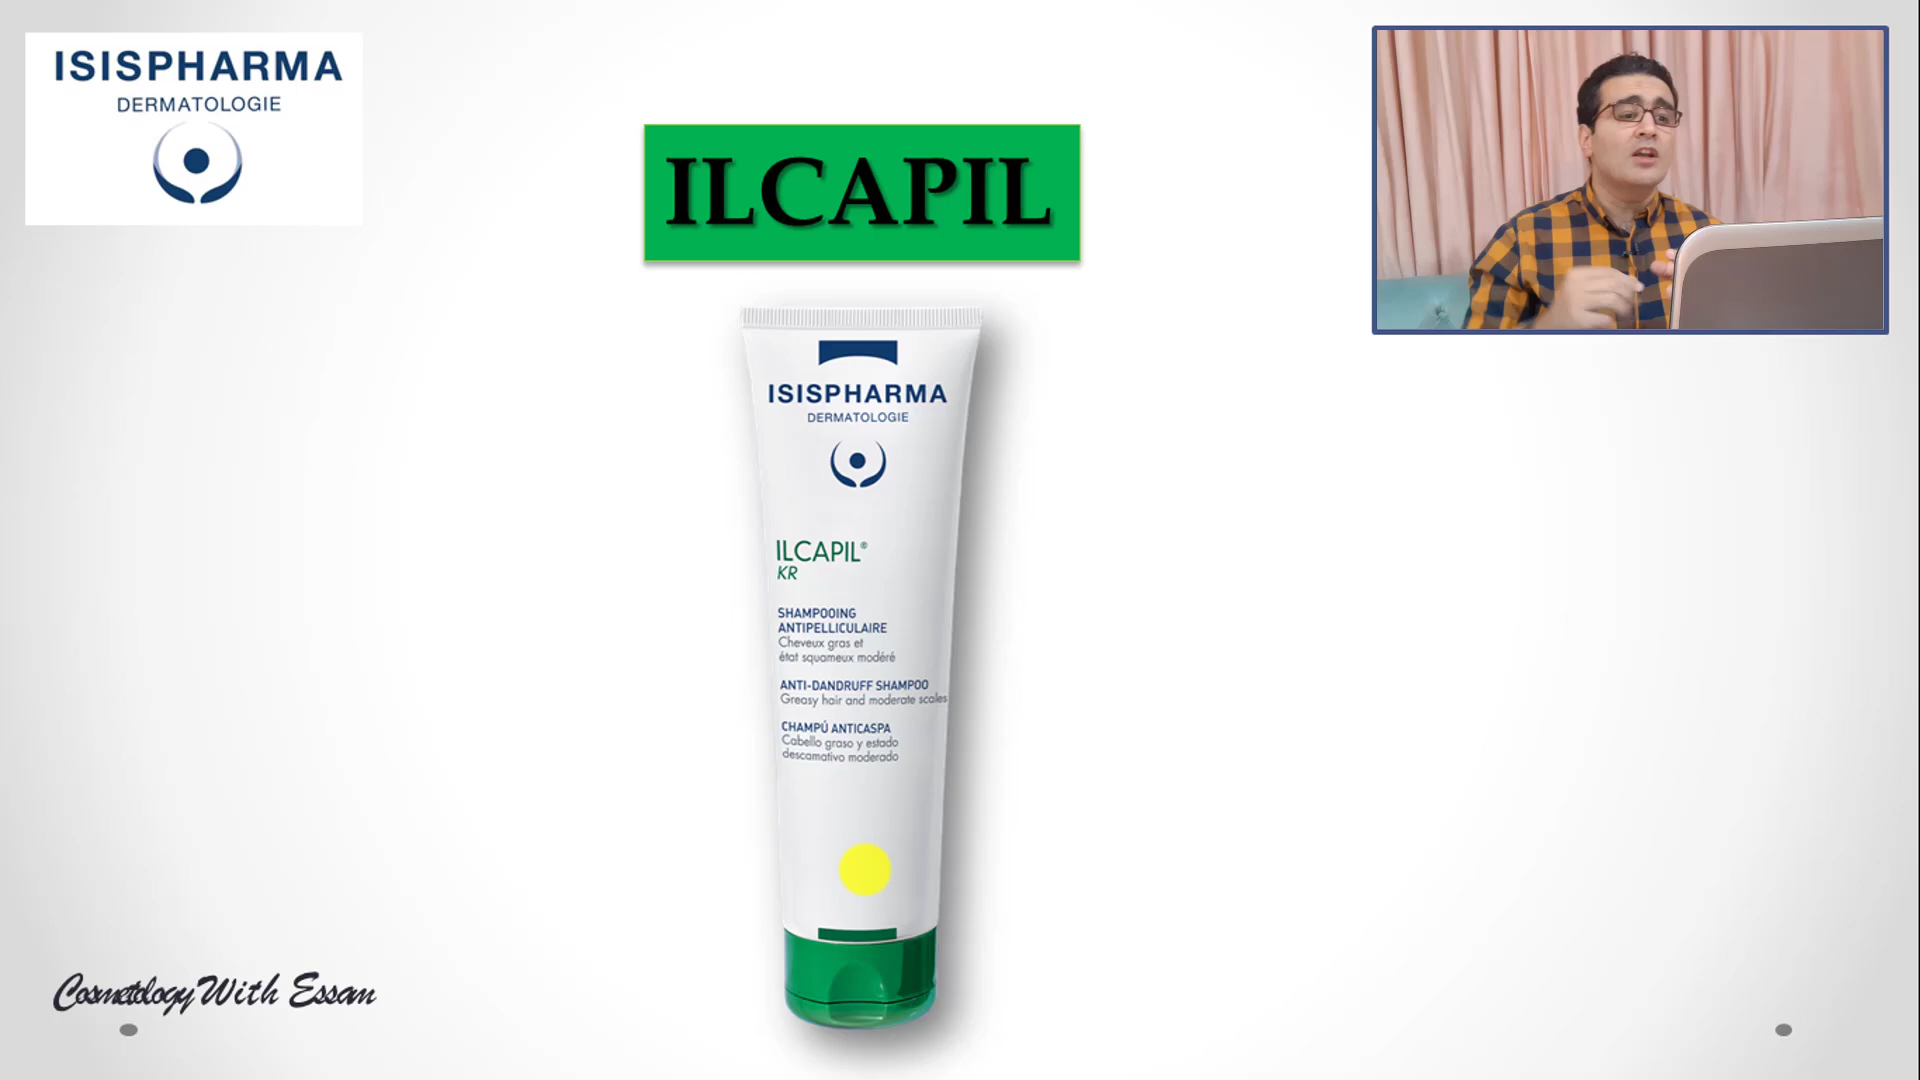 ISISPHARMA
DERMATOLOGIE
ILCAPIL
ISISPHARMA
DERMATOLOGIE
ILCAPIL®
KR
SHAMPOOING
ANTIPELLICULAIRE
Cheveux gras et
état squameux modéré
ANTI-DANDRUFF SHAMPOO
Greasy hair and moderate scales
CHAMPÚ ANTICASPA
Cabello graso y estado
descamativo moderado
Cosmetology With Essam